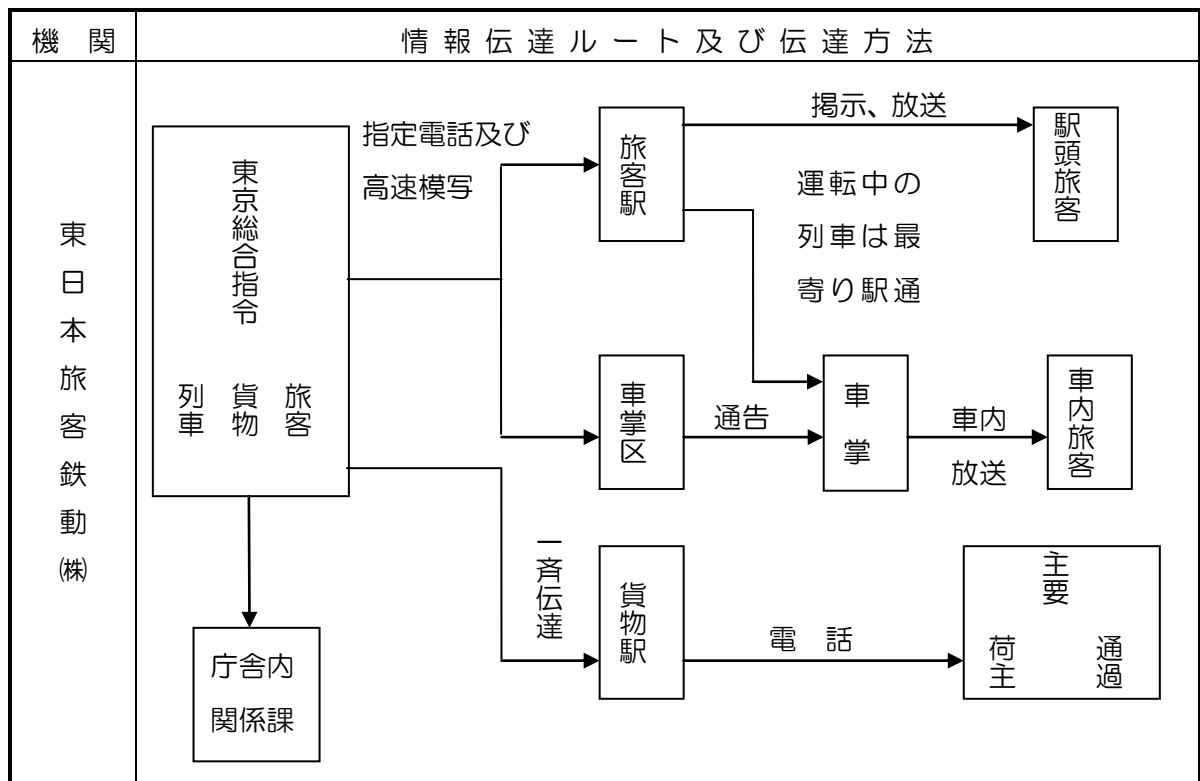 機 関
情報伝達ルート及び伝達方法
東日本旅客鉄動㈱
東京総合指令
列車 貨物 旅客
指定電話及び
高速模写
旅客駅
掲示、放送
駅頭旅客
運転中の
列車は最
寄り駅通
車掌区
通告
車掌
車内
放送
車内旅客
一斉伝達
貨物駅
電 話
主要
荷主 通過
庁舎内
関係課